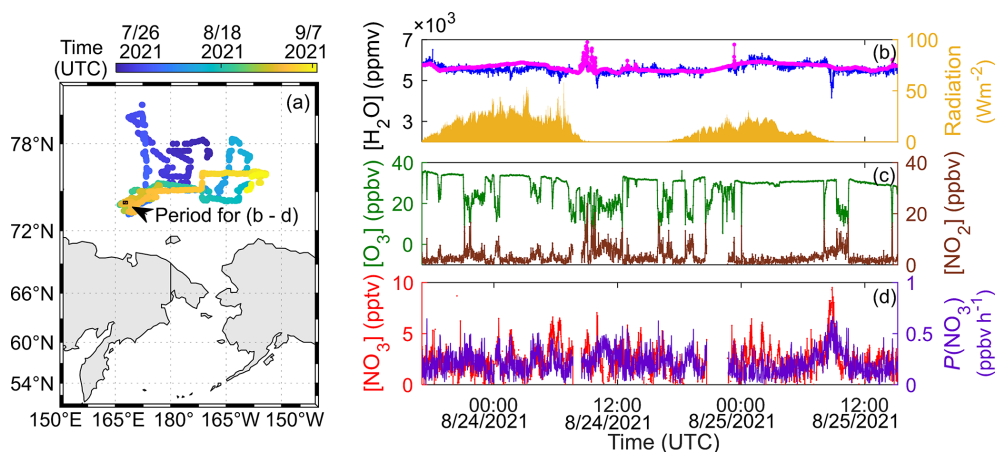 7/26 8/18 9/7
Time 2021 2021 2021
(UTC)
(a)
78°N
72°N
66°N
60°N
54°N
Period for (b - d)
150°E 165°E 180°W 165°W 150°W
×10³
7
5
3
[H₂O] (ppmv)
(b)
100
50
0
Radiation
(Wm⁻²)
40
20
0
[O₃] (ppbv)
(c)
40
20
0
[NO₂] (ppbv)
10
5
0
[NO₃] (pptv)
(d)
1
0.5
0
P(NO₃)
(ppbv h⁻¹)
00:00 12:00 00:00 12:00
8/24/2021 8/24/2021 8/25/2021 8/25/2021
Time (UTC)